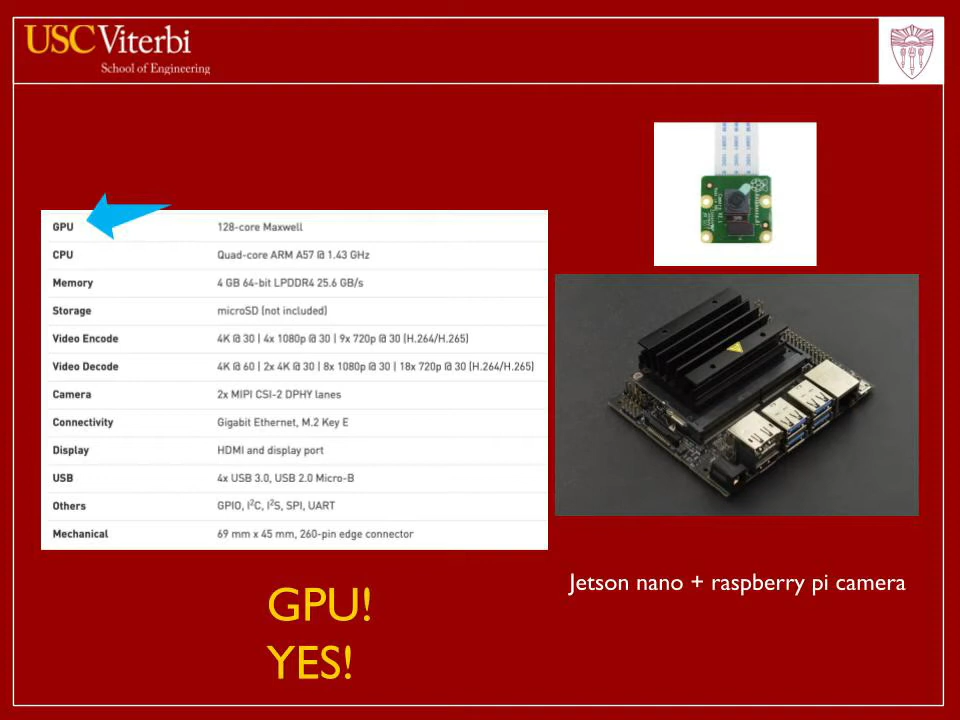 USC Viterbi
School of Engineering
GPU 128-core Maxwell
CPU Quad-core ARM A57 @ 1.43 GHz
Memory 4 GB 64-bit LPDDR4 25.6 GB/s
Storage microSD (not included)
Video Encode 4K @ 30 | 4x 1080p @ 30 | 9x 720p @ 30 (H.264/H.265)
Video Decode 4K @ 60 | 2x 4K @ 30 | 8x 1080p @ 30 | 18x 720p @ 30 (H.264/H.265)
Camera 2x MIPI CSI-2 DPHY lanes
Connectivity Gigabit Ethernet, M.2 Key E
Display HDMI and display port
USB 4x USB 3.0, USB 2.0 Micro-B
Others GPIO, I²C, I²S, SPI, UART
Mechanical 69 mm x 45 mm, 260-pin edge connector
Jetson nano + raspberry pi camera
GPU!
YES!